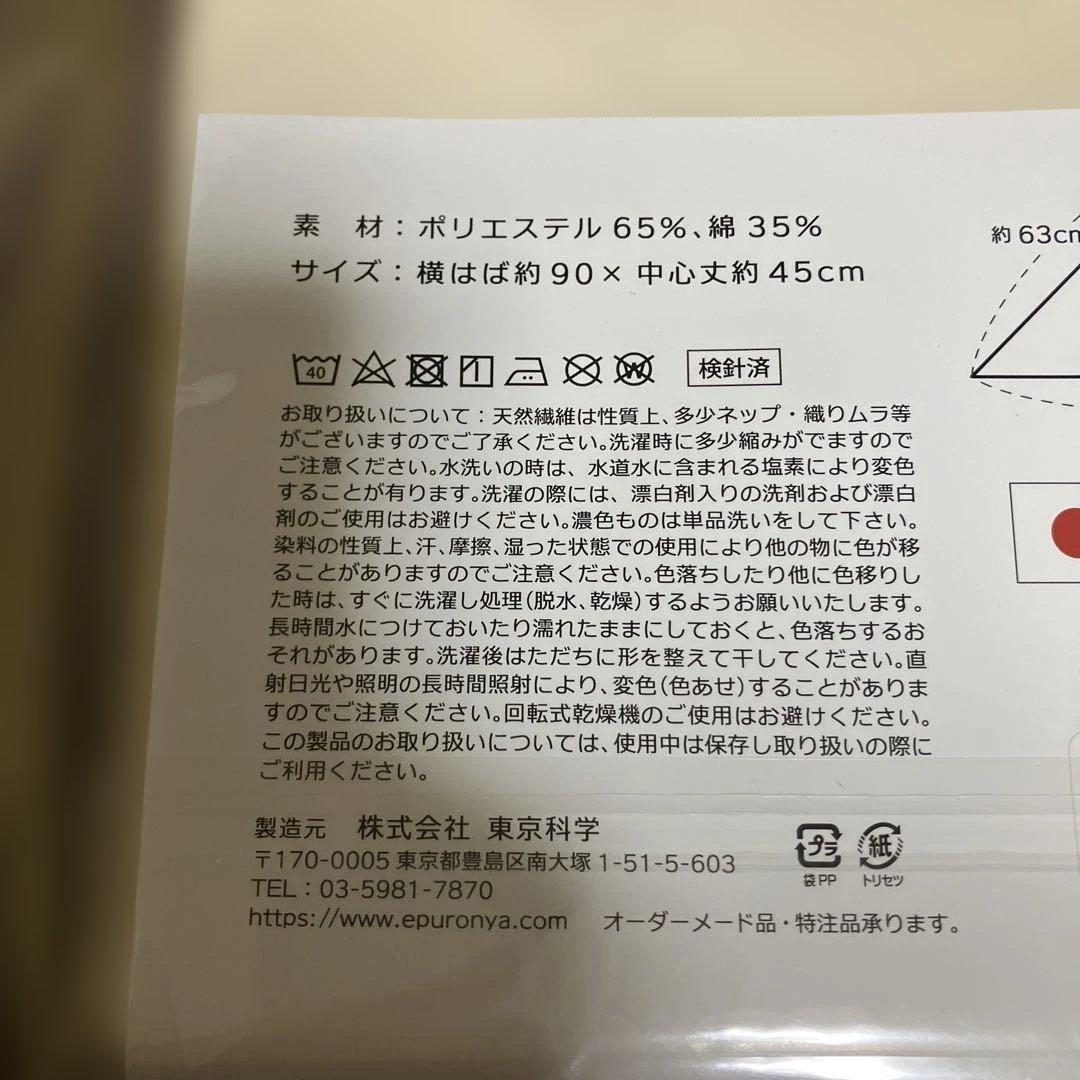 素　材：ポリエステル 65%、綿 35%
サイズ：横はば約 90× 中心丈約 45cm
約 63cm
40
W
検針済
お取り扱いについて：天然繊維は性質上、多少ネップ・織りムラ等
がございますのでご了承ください。洗濯時に多少縮みがでますので
ご注意ください。水洗いの時は、水道水に含まれる塩素により変色
することが有ります。洗濯の際には、漂白剤入りの洗剤および漂白
剤のご使用はお避けください。濃色ものは単品洗いをして下さい。
染料の性質上、汗、摩擦、湿った状態での使用により他の物に色が移
ることがありますのでご注意ください。色落ちしたり他に色移りし
た時は、すぐに洗濯し処理（脱水、乾燥）するようお願いいたします。
長時間水につけておいたり濡れたままにしておくと、色落ちするお
それがあります。洗濯後はただちに形を整えて干してください。直
射日光や照明の長時間照射により、変色（色あせ）することがありま
すのでご注意ください。回転式乾燥機のご使用はお避けください。
この製品のお取り扱いについては、使用中は保存し取り扱いの際に
ご利用ください。
製造元　株式会社 東京科学
〒170-0005 東京都豊島区南大塚 1-51-5-603
TEL：03-5981-7870
https://www.epuronya.com　オーダーメード品・特注品承ります。
プラ
袋 PP
紙
トリセツ